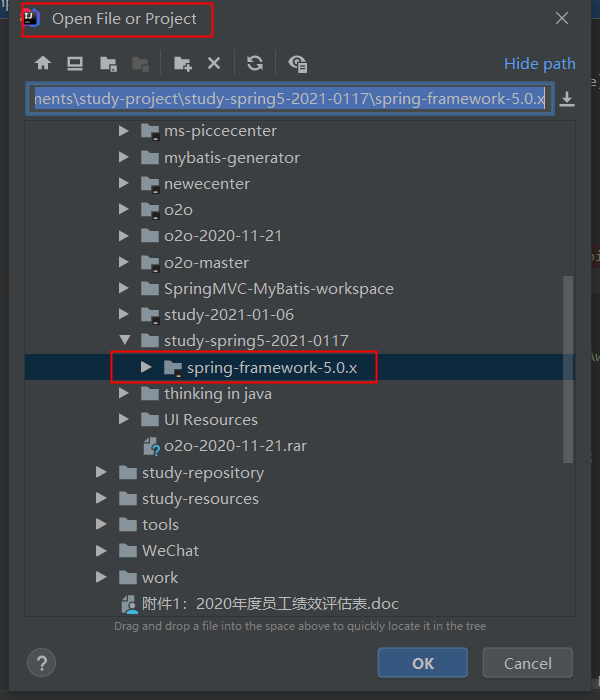 Open File or Project
Hide path
ments\study-project\study-spring5-2021-0117\spring-framework-5.0.x
ms-piccecenter
mybatis-generator
newecenter
o2o
o2o-2020-11-21
o2o-master
SpringMVC-MyBatis-workspace
study-2021-01-06
study-spring5-2021-0117
spring-framework-5.0.x
thinking in java
UI Resources
o2o-2020-11-21.rar
study-repository
study-resources
tools
WeChat
work
附件1：2020年度员工绩效评估表.doc
Drag and drop a file into the space above to quickly locate it in the tree
?
OK
Cancel